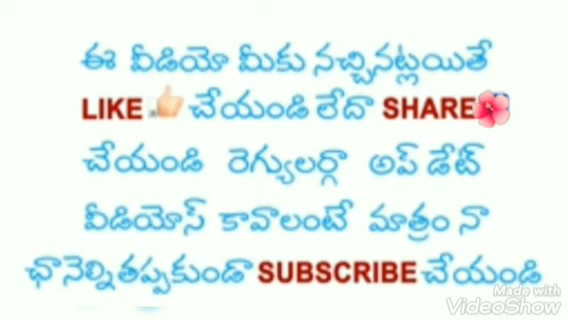 ఈ వీడియో మీకు నచ్చినట్లయితే
LIKE చేయండి లేదా SHARE
చేయండి రెగ్యులర్గా అప్ డేట్
వీడియోస్ కావాలంటే మాత్రం నా
ఛానెల్నితప్పకుండా SUBSCRIBE చేయండి
Made with
VideoShow